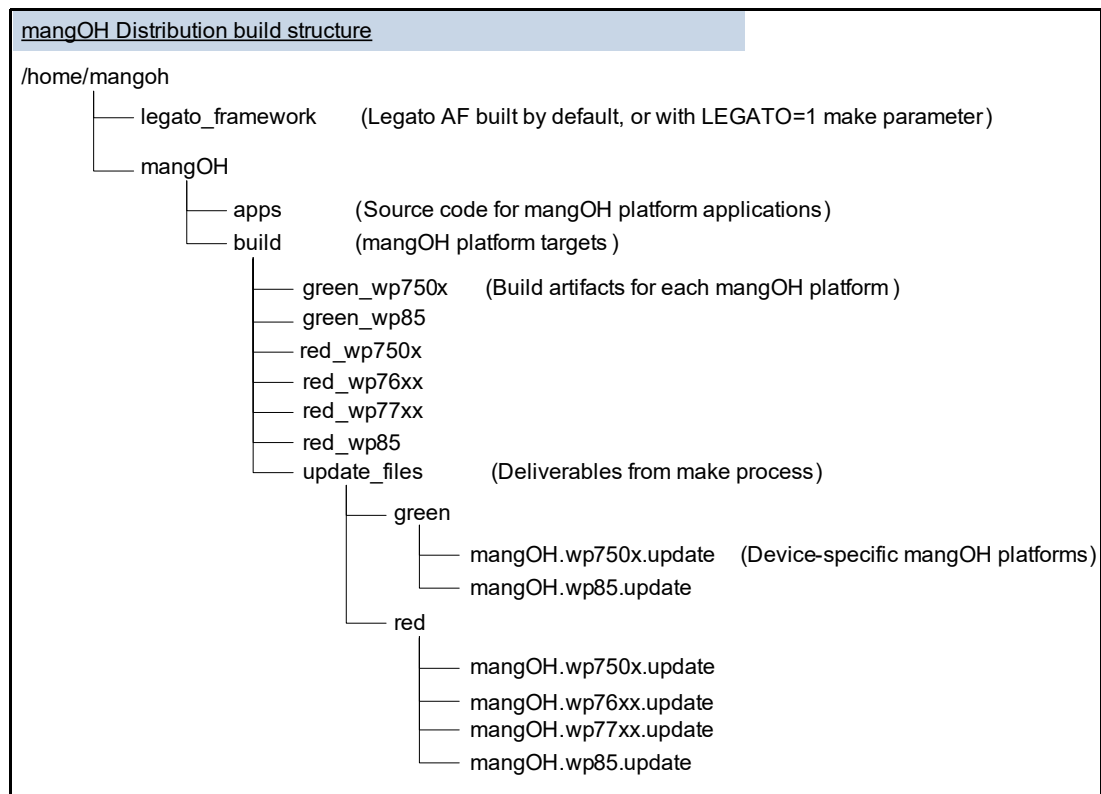 mangOH Distribution build structure
/home/mangoh
legato_framework (Legato AF built by default, or with LEGATO=1 make parameter)
mangOH
apps (Source code for mangOH platform applications)
build (mangOH platform targets)
green_wp750x (Build artifacts for each mangOH platform)
green_wp85
red_wp750x
red_wp76xx
red_wp77xx
red_wp85
update_files (Deliverables from make process)
green
mangOH.wp750x.update (Device-specific mangOH platforms)
mangOH.wp85.update
red
mangOH.wp750x.update
mangOH.wp76xx.update
mangOH.wp77xx.update
mangOH.wp85.update